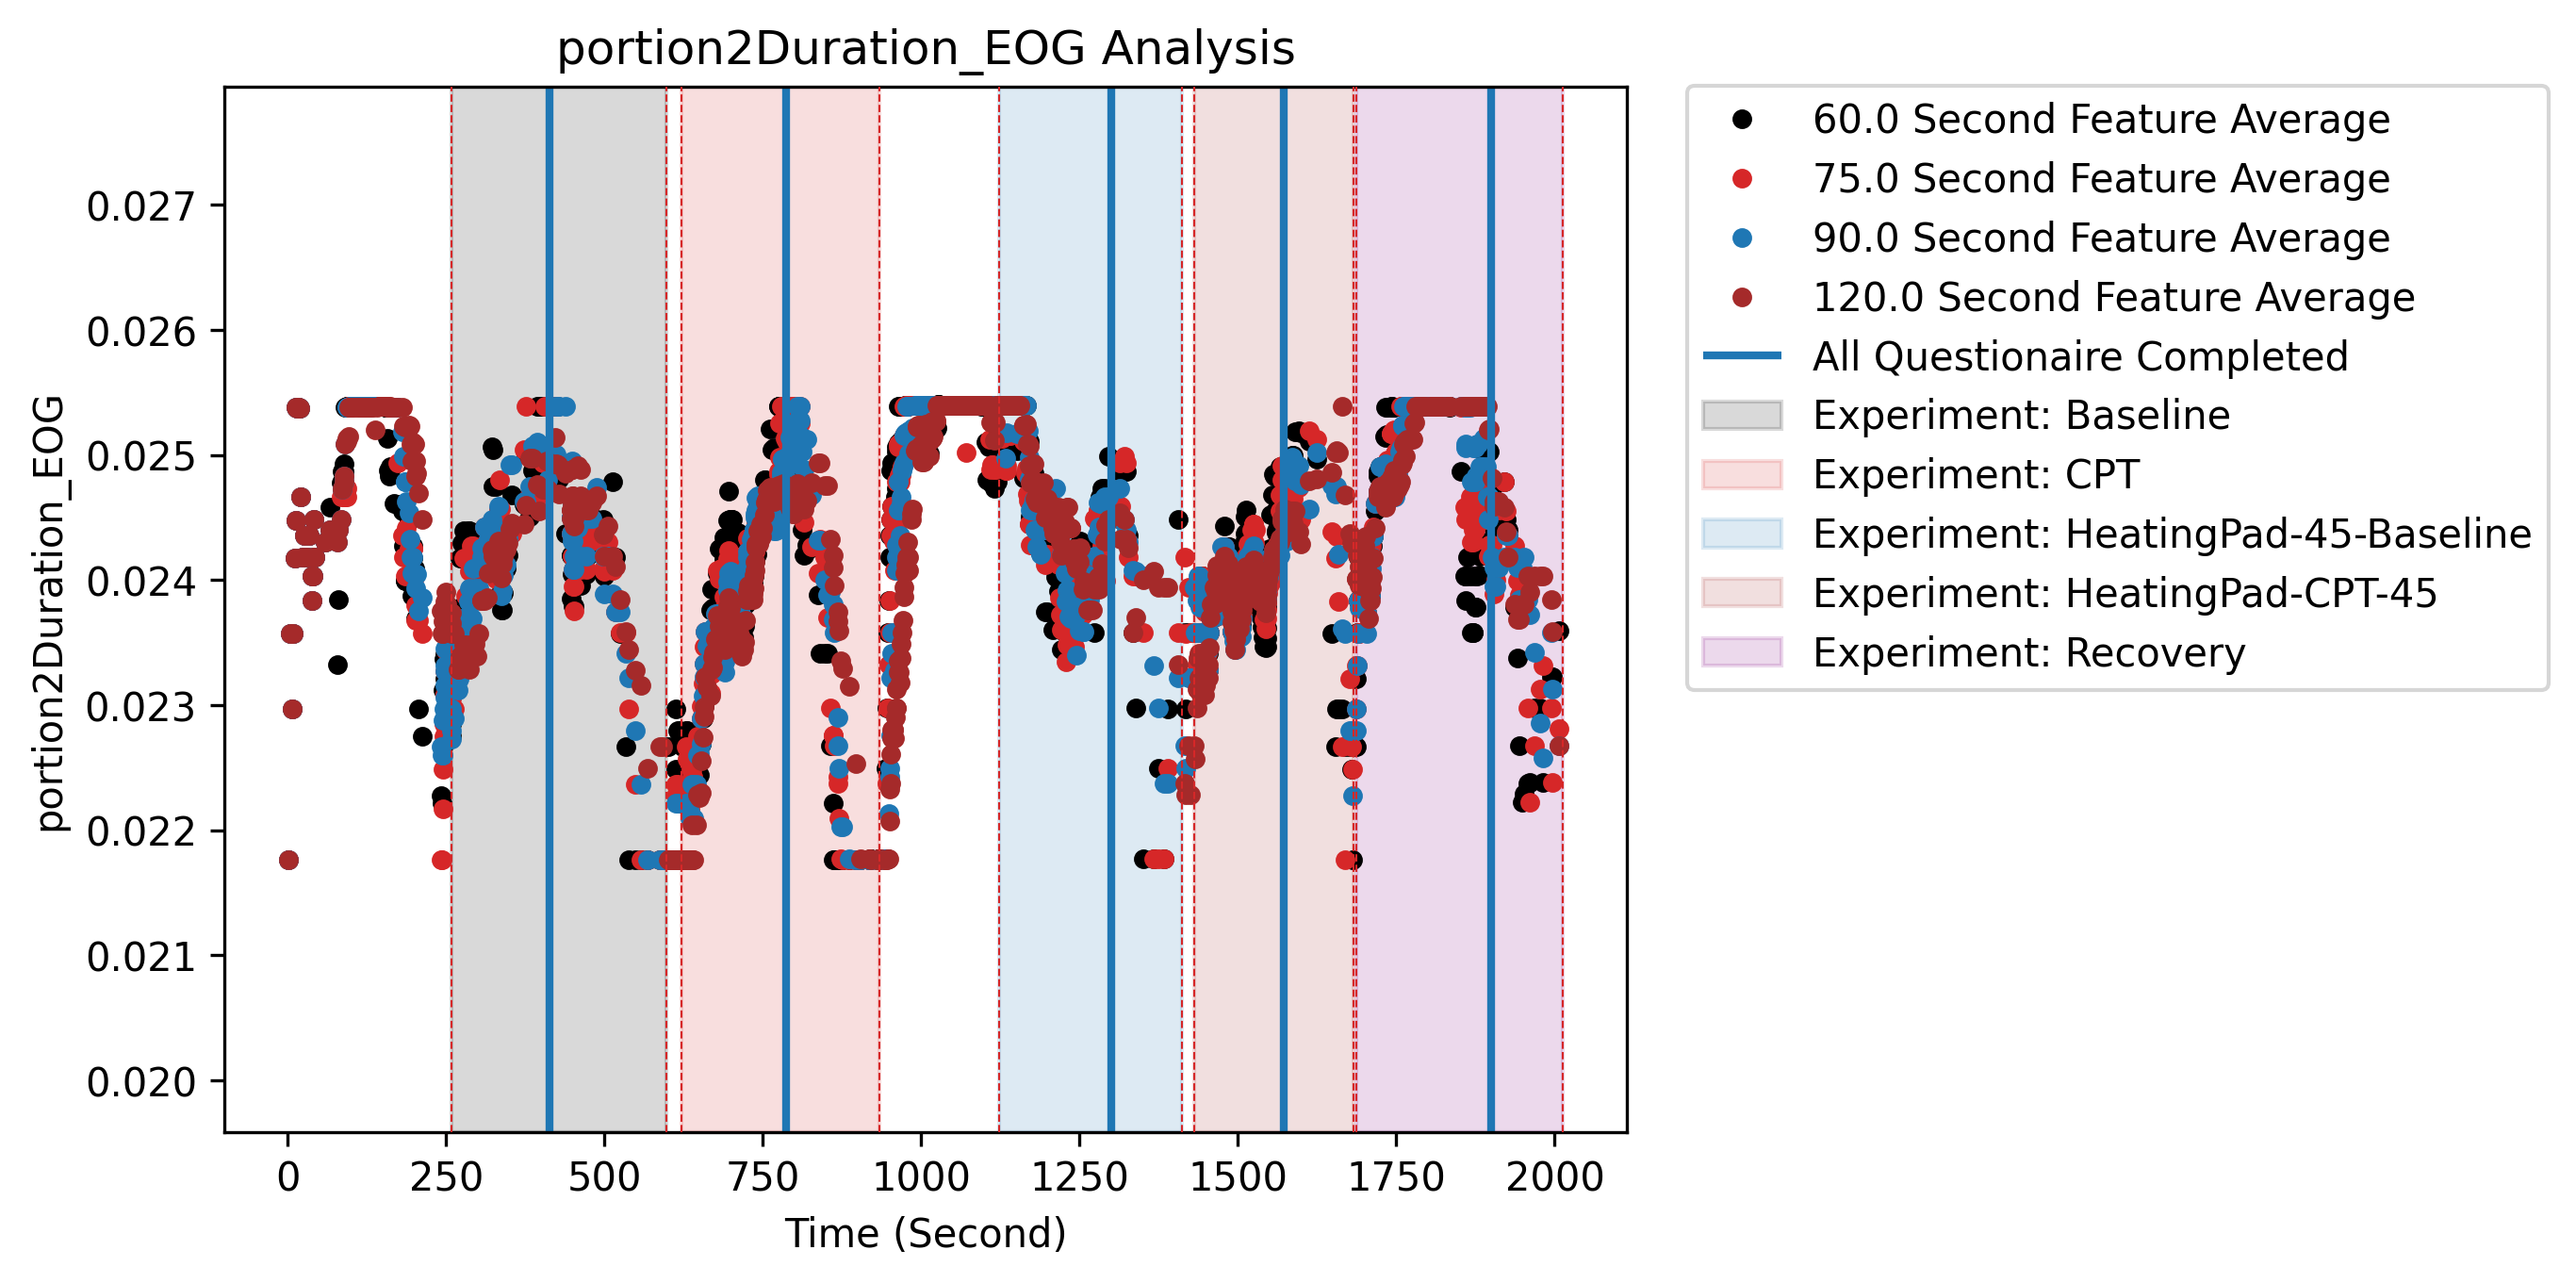 portion2Duration_EOG Analysis
portion2Duration_EOG
0.027
0.026
0.025
0.024
0.023
0.022
0.021
0.020
0 250 500 750 1000 1250 1500 1750 2000
Time (Second)
60.0 Second Feature Average
75.0 Second Feature Average
90.0 Second Feature Average
120.0 Second Feature Average
All Questionaire Completed
Experiment: Baseline
Experiment: CPT
Experiment: HeatingPad-45-Baseline
Experiment: HeatingPad-CPT-45
Experiment: Recovery